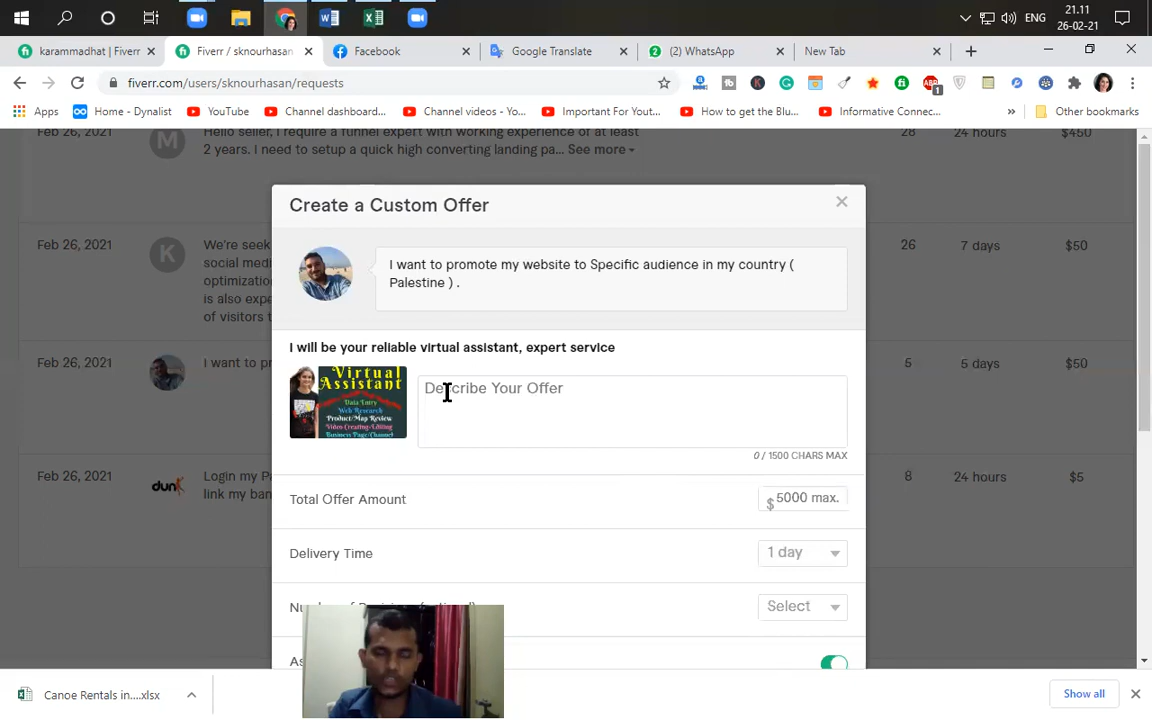 21.11
ENG
26-02-21
karammadhat | Fiverr
Fiverr / sknourhasan
Facebook
Google Translate
2
(2) WhatsApp
New Tab
fiverr.com/users/sknourhasan/requests
ABP
1
Apps
Home - Dynalist
YouTube
Channel dashboard...
Channel videos - Yo...
Important For Yout...
How to get the Blu...
Informative Connec...
Other bookmarks
Feb 26, 2021
M
Hello seller, I require a funnel expert with working experience of at least
2 years. I need to setup a quick high converting landing pa... See more
28
24 hours
$450
Create a Custom Offer
I want to promote my website to Specific audience in my country (
Palestine ) .
Feb 26, 2021
K
We're seek
social medi
optimization
is also expe
of visitors t
26
7 days
$50
I will be your reliable virtual assistant, expert service
Virtual
Assistant
Data Entry
Web Research
Product/Map Review
Video Creating-Editing
Business Page/Channel
Describe Your Offer
0 / 1500 CHARS MAX
Feb 26, 2021
I want to pr
5
5 days
$50
Feb 26, 2021
dunk
Login my Pa
link my ban
8
24 hours
$5
Total Offer Amount
$ 5000 max.
Delivery Time
1 day
Select
As
Canoe Rentals in....xlsx
Show all